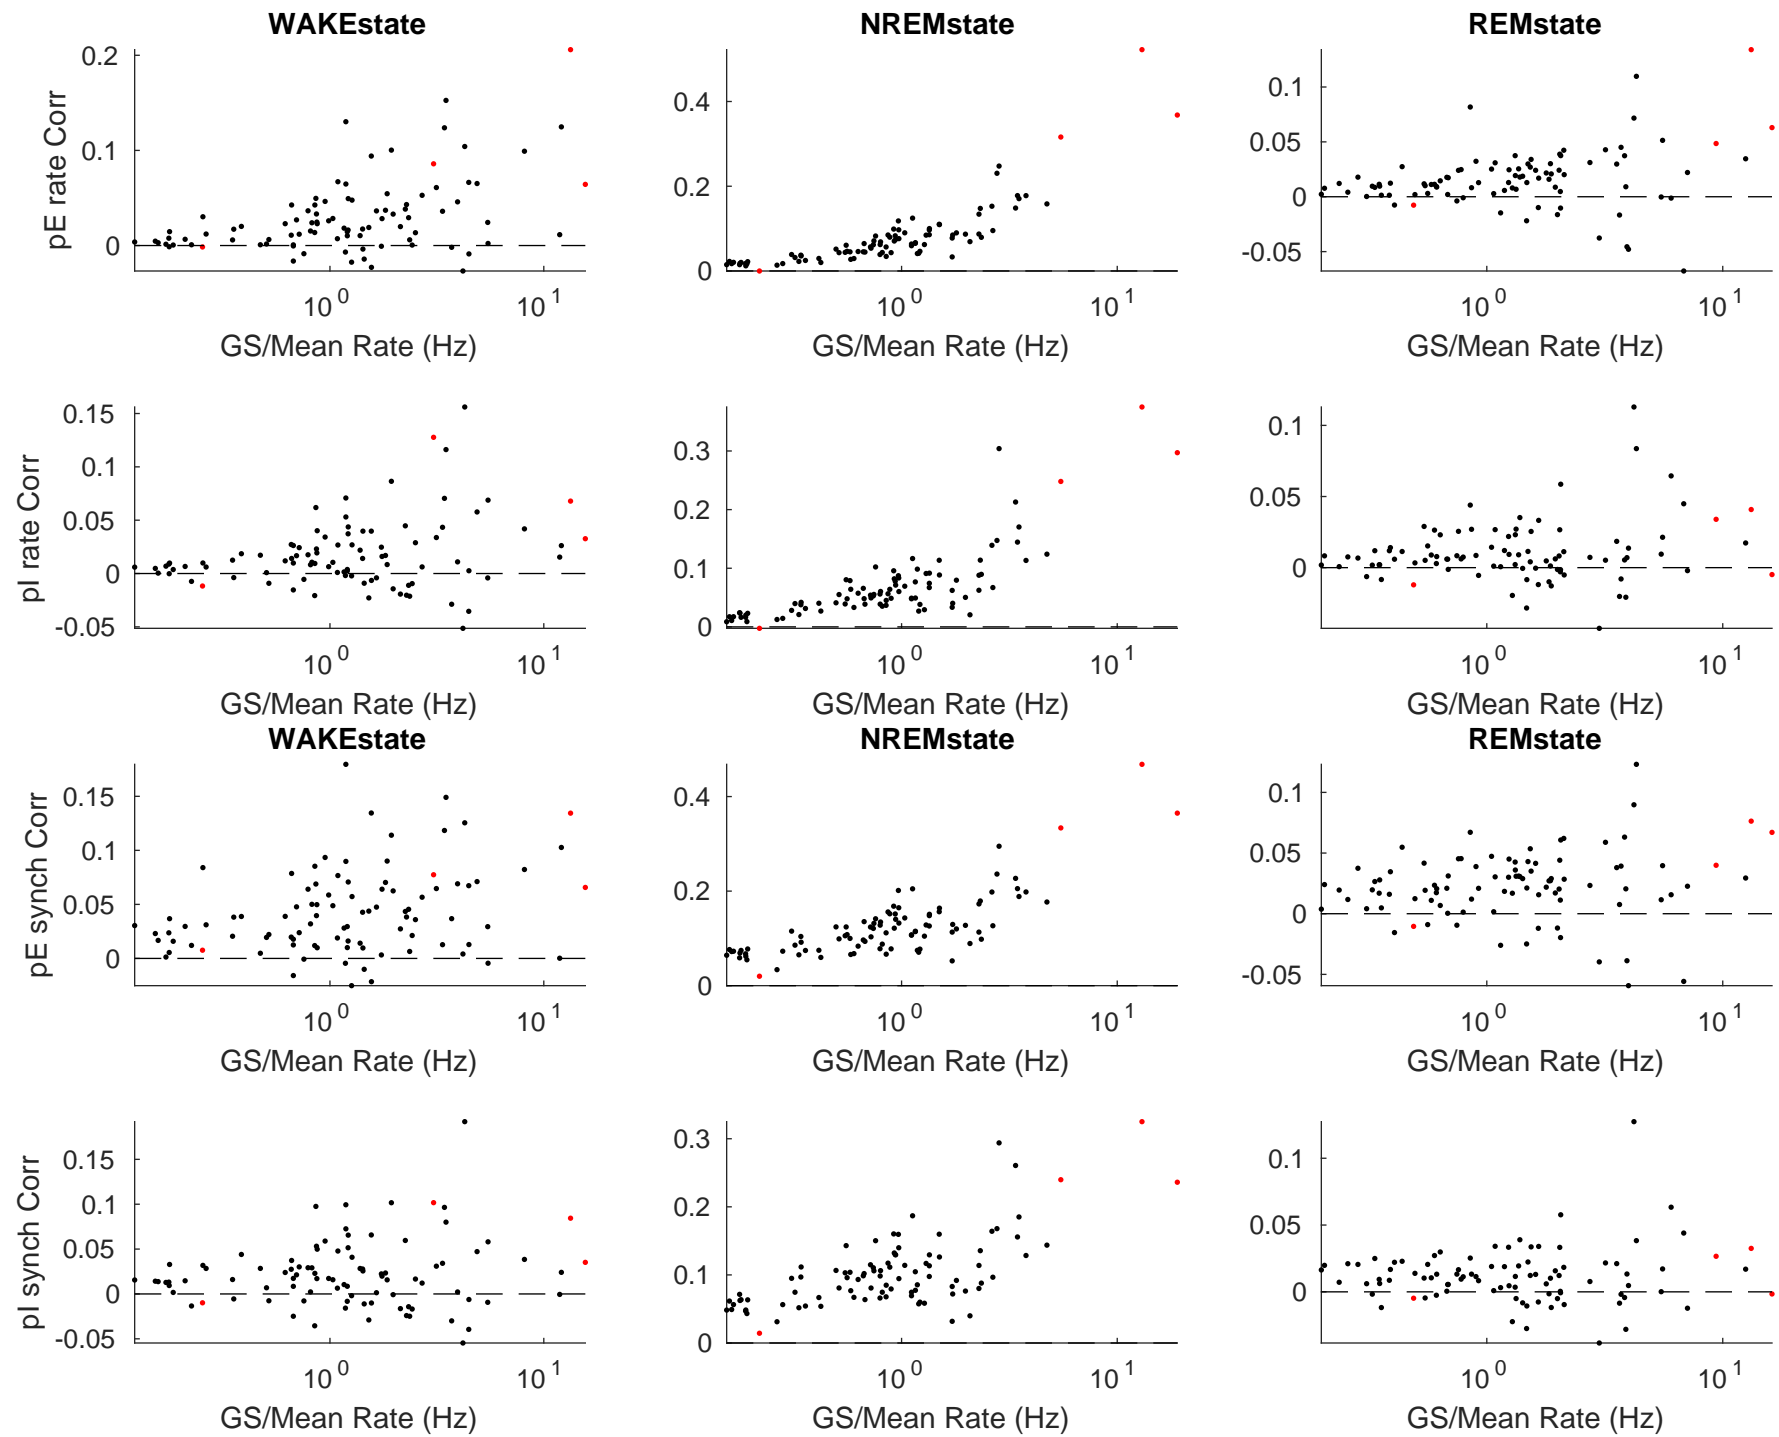 WAKEstate NREMstate REMstate
0.2 0.1 0
pE rate Corr
10^0 10^1
GS/Mean Rate (Hz)
0.4 0.2 0
10^0 10^1
GS/Mean Rate (Hz)
0.1 0.05 0 -0.05
10^0 10^1
GS/Mean Rate (Hz)
0.15 0.1 0.05 0 -0.05
pI rate Corr
10^0 10^1
GS/Mean Rate (Hz)
0.3 0.2 0.1 0
10^0 10^1
GS/Mean Rate (Hz)
0.1 0.05 0
10^0 10^1
GS/Mean Rate (Hz)
WAKEstate NREMstate REMstate
0.15 0.1 0.05 0
pE synch Corr
10^0 10^1
GS/Mean Rate (Hz)
0.4 0.2 0
10^0 10^1
GS/Mean Rate (Hz)
0.1 0.05 0 -0.05
10^0 10^1
GS/Mean Rate (Hz)
0.15 0.1 0.05 0 -0.05
pI synch Corr
10^0 10^1
GS/Mean Rate (Hz)
0.3 0.2 0.1 0
10^0 10^1
GS/Mean Rate (Hz)
0.1 0.05 0
10^0 10^1
GS/Mean Rate (Hz)